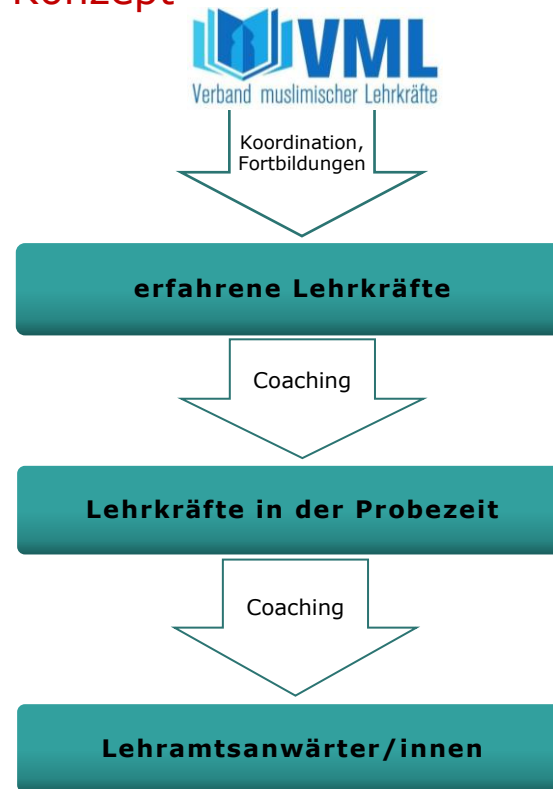 Konzept
VML
Verband muslimischer Lehrkräfte
Koordination,
Fortbildungen
erfahrene Lehrkräfte
Coaching
Lehrkräfte in der Probezeit
Coaching
Lehramtsanwärter/innen